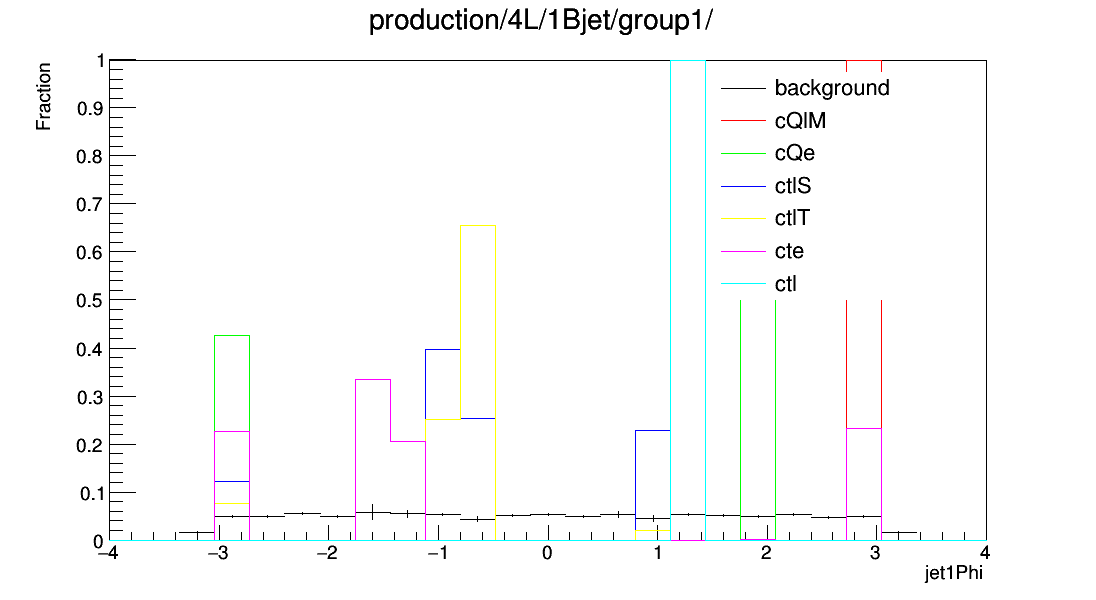 production/4L/1Bjet/group1/
Fraction
1
0.9
0.8
0.7
0.6
0.5
0.4
0.3
0.2
0.1
0
background
cQlM
cQe
ctlS
ctlT
cte
ctl
−4 −3 −2 −1 0 1 2 3 4
jet1Phi